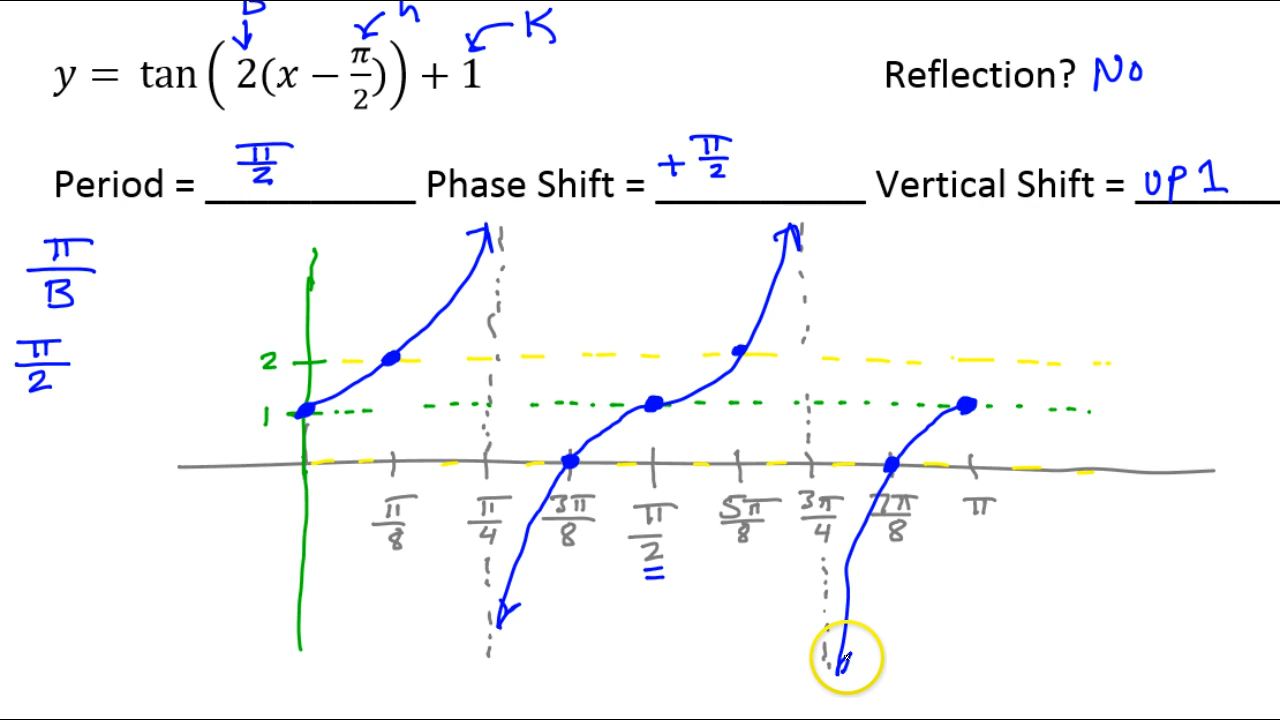 B h K
y = tan ( 2(x − π/2)) + 1 Reflection? No
Period = π/2 Phase Shift = +π/2 Vertical Shift = up 1
π/B
π/2
2
1
π/8 π/4 3π/8 π/2 5π/8 3π/4 7π/8 π